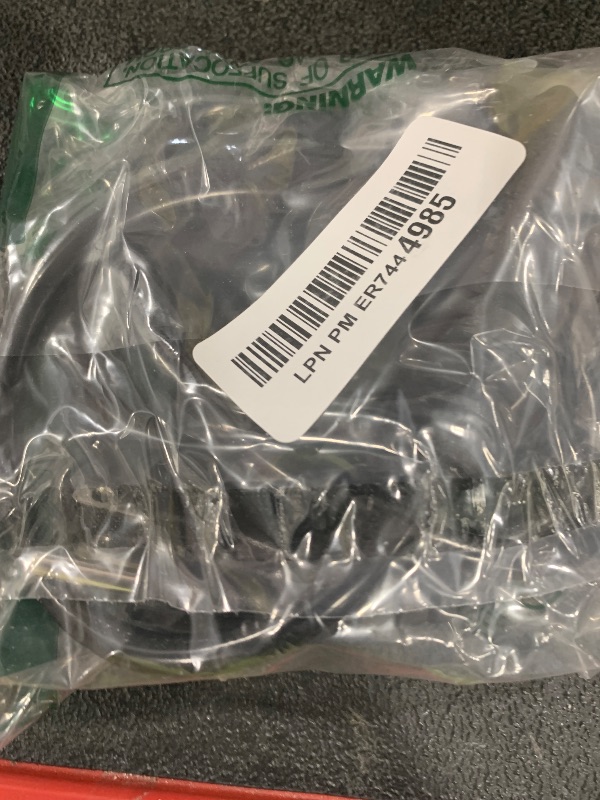 WARNING:
OF SUFFOCATION
LPN PM ER7444985